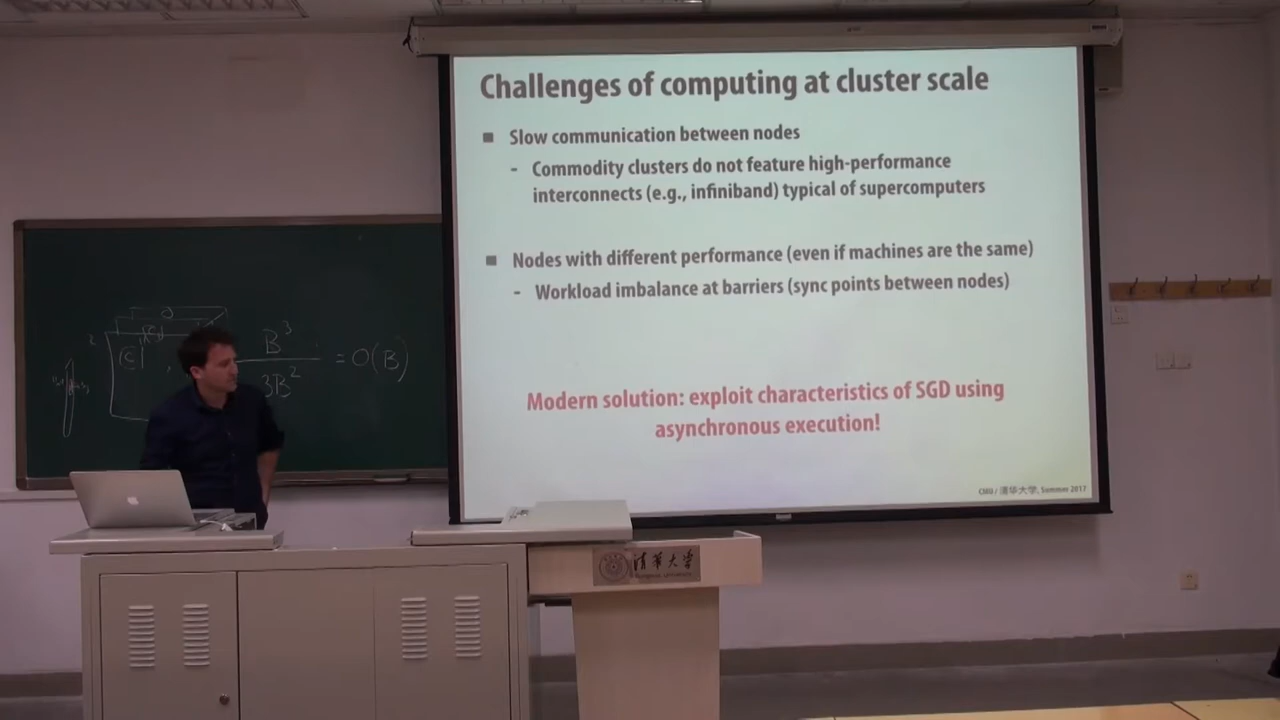 Challenges of computing at cluster scale
Slow communication between nodes
- Commodity clusters do not feature high-performance
interconnects (e.g., infiniband) typical of supercomputers
Nodes with different performance (even if machines are the same)
- Workload imbalance at barriers (sync points between nodes)
Modern solution: exploit characteristics of SGD using
asynchronous execution!
CMU / 清华大学, Summer 2017
B³
3B²
= O(B)
清华大学
Tsinghua University